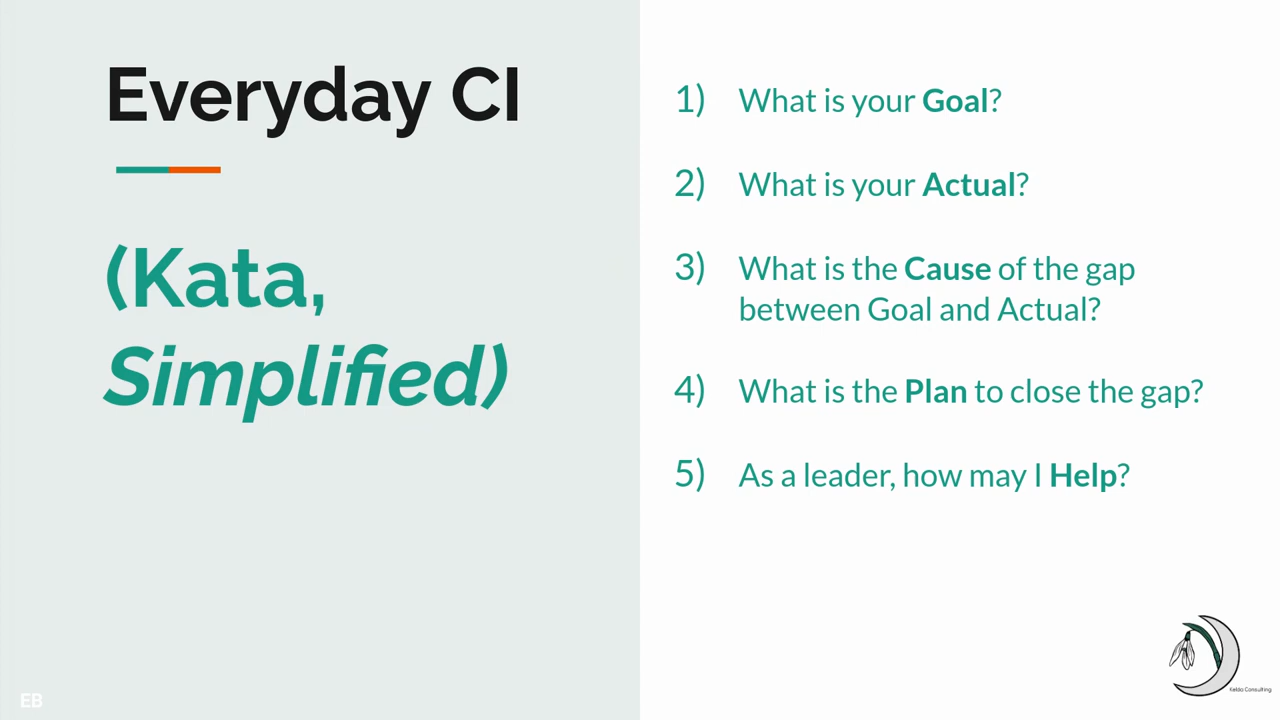 Everyday CI
(Kata,
Simplified)
1) What is your Goal?
2) What is your Actual?
3) What is the Cause of the gap
between Goal and Actual?
4) What is the Plan to close the gap?
5) As a leader, how may I Help?
EB
Consulting